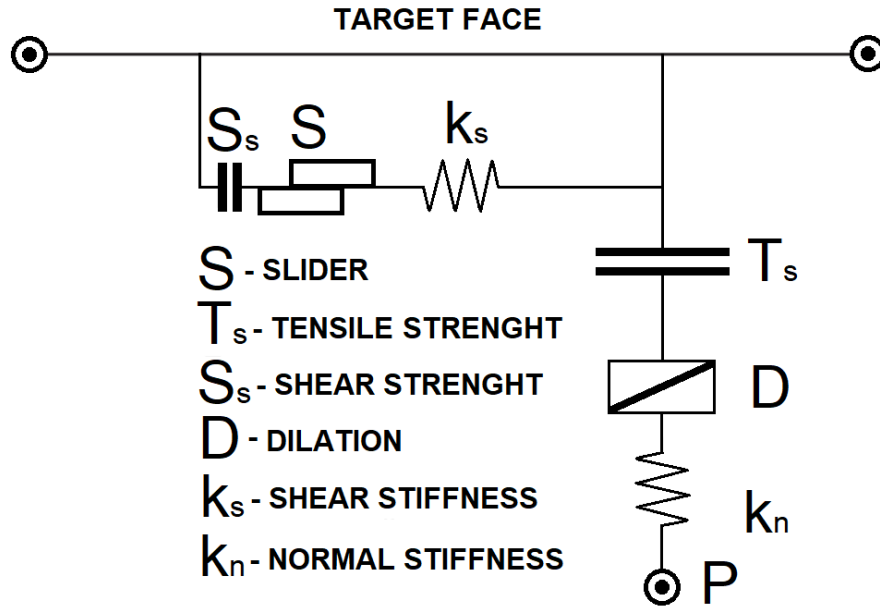 TARGET FACE
Ss S ks
S - SLIDER
Ts
Ts - TENSILE STRENGHT
Ss - SHEAR STRENGHT
D
D - DILATION
ks - SHEAR STIFFNESS
kn
kn - NORMAL STIFFNESS
P